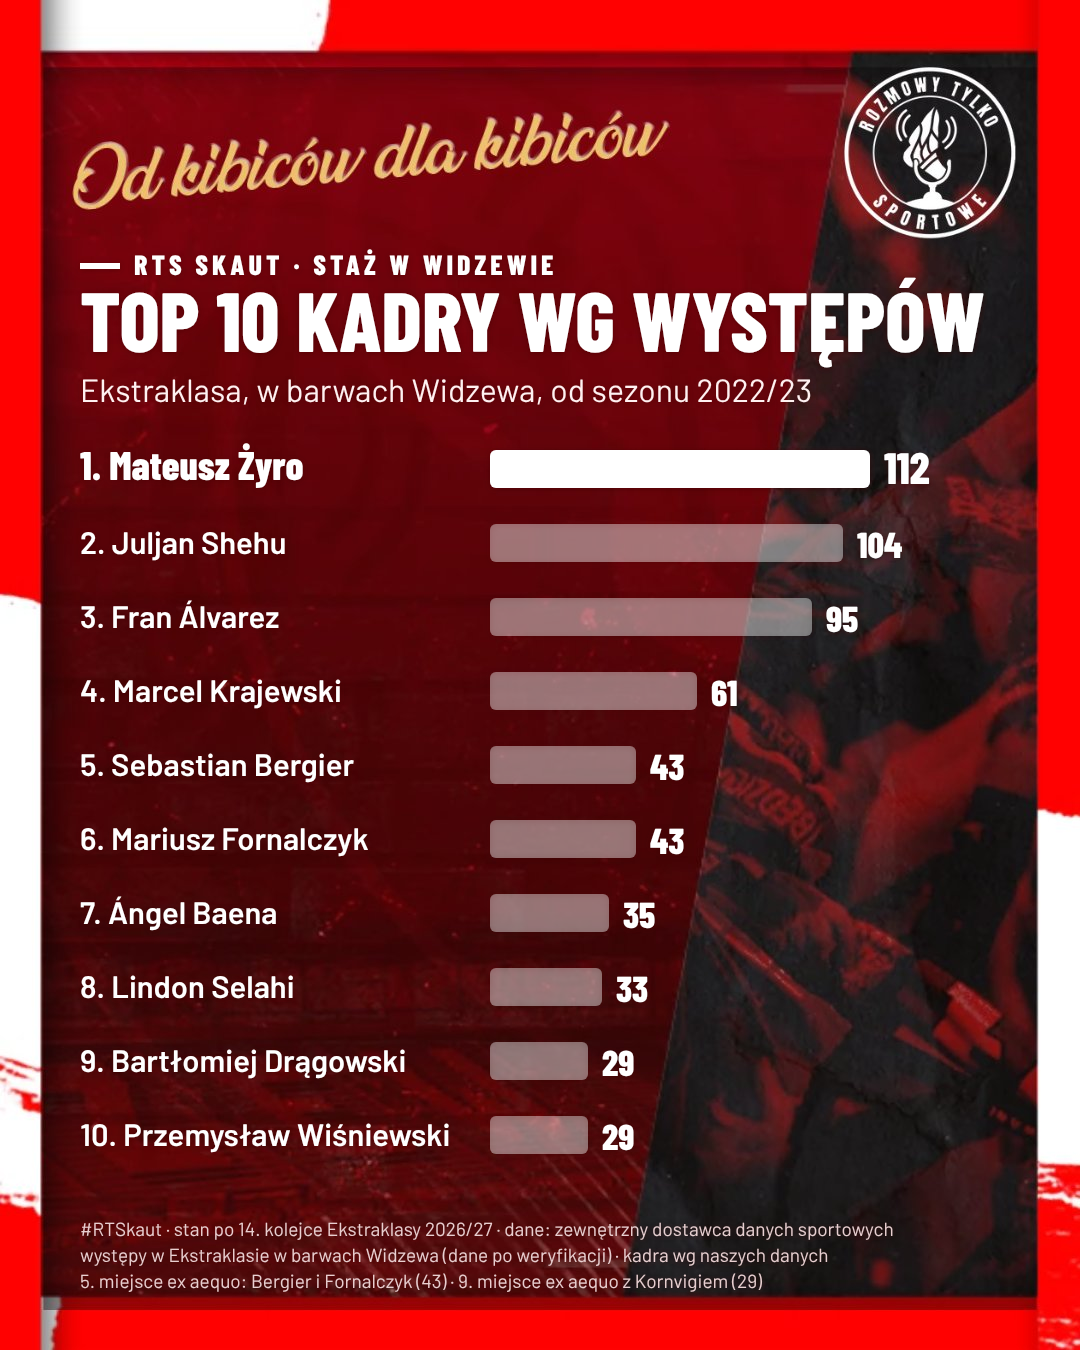 ROZMOWY TYLKO
SPORTOWE
Od kibiców dla kibiców
RTS SKAUT · STAŻ W WIDZEWIE
TOP 10 KADRY WG WYSTĘPÓW
Ekstraklasa, w barwach Widzewa, od sezonu 2022/23
1. Mateusz Żyro 112
2. Juljan Shehu 104
3. Fran Álvarez 95
4. Marcel Krajewski 61
5. Sebastian Bergier 43
6. Mariusz Fornalczyk 43
7. Ángel Baena 35
8. Lindon Selahi 33
9. Bartłomiej Drągowski 29
10. Przemysław Wiśniewski 29
#RTSkaut · stan po 14. kolejce Ekstraklasy 2026/27 · dane: zewnętrzny dostawca danych sportowych
występy w Ekstraklasie w barwach Widzewa (dane po weryfikacji) · kadra wg naszych danych
5. miejsce ex aequo: Bergier i Fornalczyk (43) · 9. miejsce ex aequo z Kornvigiem (29)